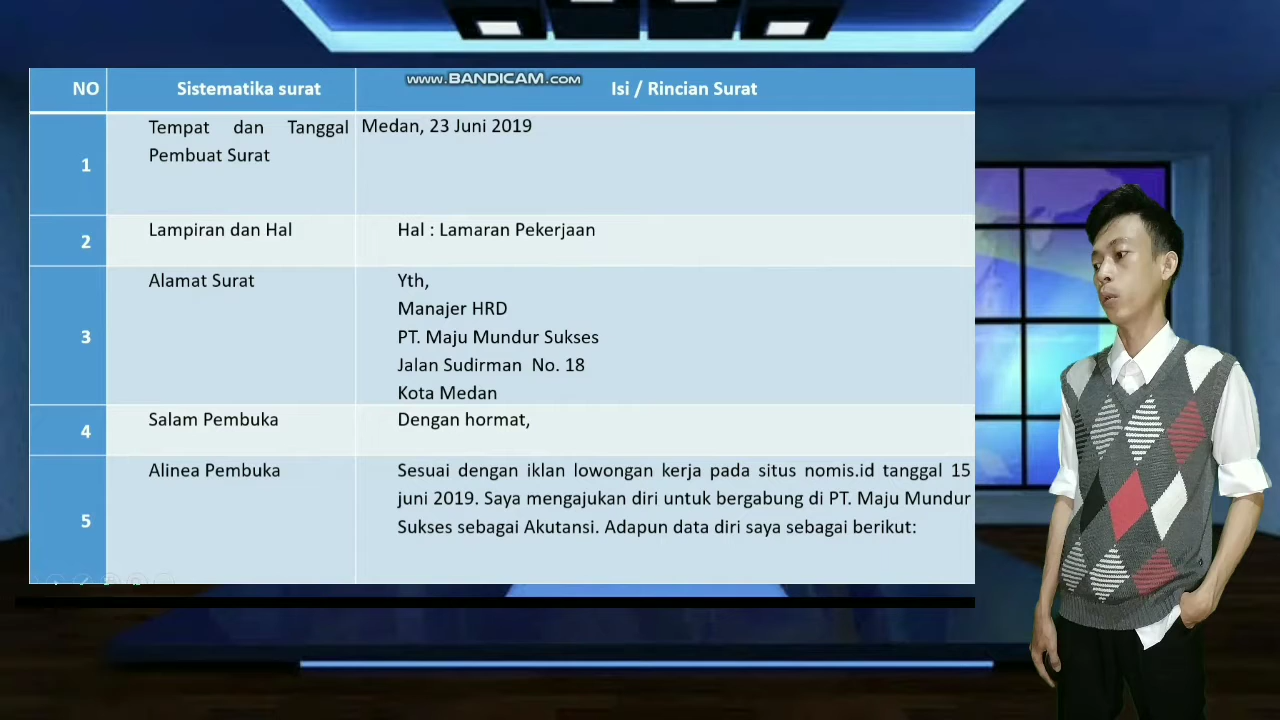 www.BANDICAM.com
NO Sistematika surat Isi / Rincian Surat
1 Tempat dan Tanggal Pembuat Surat Medan, 23 Juni 2019
2 Lampiran dan Hal Hal : Lamaran Pekerjaan
3 Alamat Surat Yth,
Manajer HRD
PT. Maju Mundur Sukses
Jalan Sudirman No. 18
Kota Medan
4 Salam Pembuka Dengan hormat,
5 Alinea Pembuka Sesuai dengan iklan lowongan kerja pada situs nomis.id tanggal 15
juni 2019. Saya mengajukan diri untuk bergabung di PT. Maju Mundur
Sukses sebagai Akutansi. Adapun data diri saya sebagai berikut: